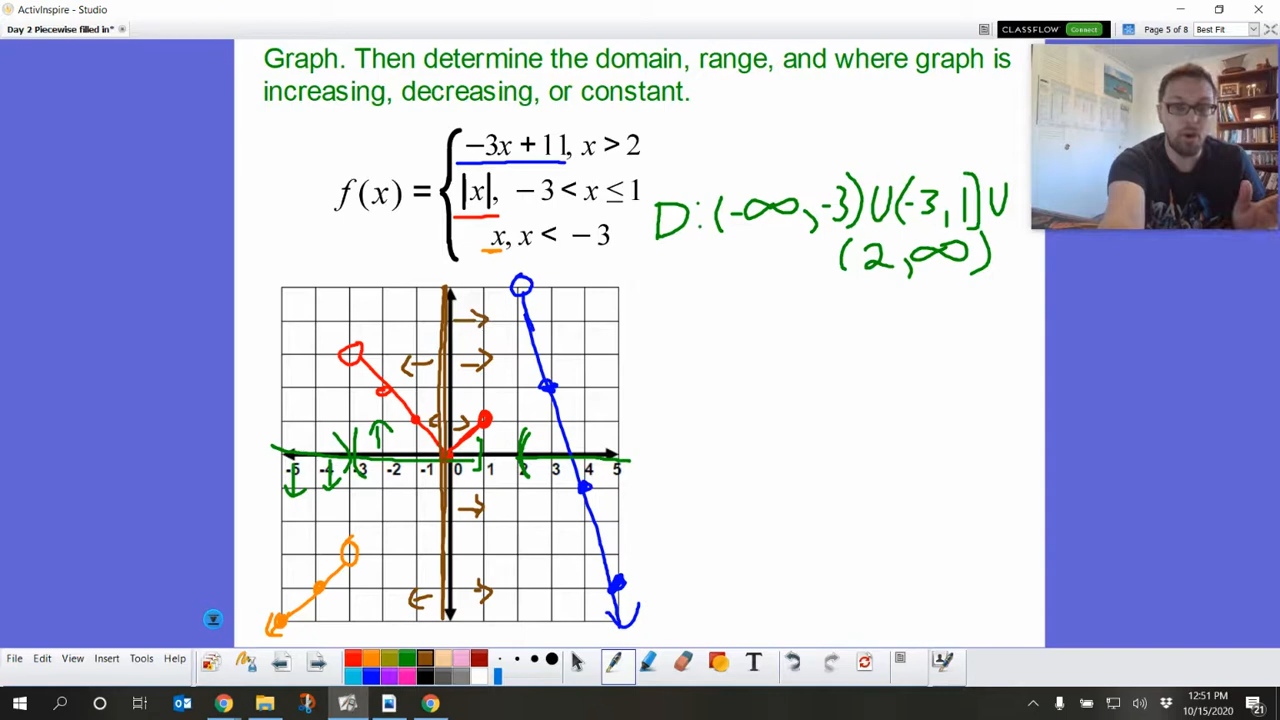 ActivInspire - Studio
Day 2 Piecewise filled in*
CLASSFLOW Connect
Page 5 of 8
Best Fit
Graph. Then determine the domain, range, and where graph is
increasing, decreasing, or constant.
−3x + 11, x > 2
f(x) = { |x|, −3 < x ≤ 1
x, x < −3
D: (-∞, -3) U (-3, 1] U
(2, ∞)
-5 -4 -3 -2 -1 0 1 2 3 4 5
File Edit View Insert Tools Help
12:51 PM
10/15/2020
21